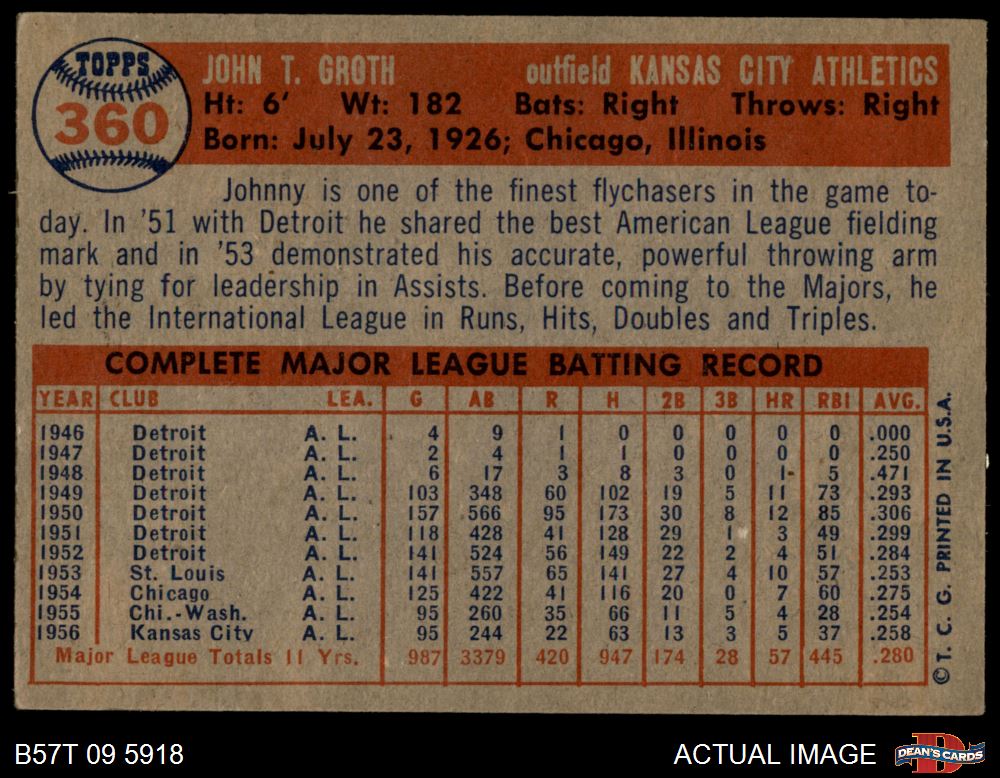 TOPPS
360
JOHN T. GROTH outfield KANSAS CITY ATHLETICS
Ht: 6' Wt: 182 Bats: Right Throws: Right
Born: July 23, 1926; Chicago, Illinois
Johnny is one of the finest flychasers in the game to-
day. In '51 with Detroit he shared the best American League fielding
mark and in '53 demonstrated his accurate, powerful throwing arm
by tying for leadership in Assists. Before coming to the Majors, he
led the International League in Runs, Hits, Doubles and Triples.
COMPLETE MAJOR LEAGUE BATTING RECORD
YEAR CLUB LEA. G AB R H 2B 3B HR RBI AVG.
1946 Detroit A. L. 4 9 1 0 0 0 0 0 .000
1947 Detroit A. L. 2 4 1 1 0 0 0 0 .250
1948 Detroit A. L. 6 17 3 8 3 0 1 5 .471
1949 Detroit A. L. 103 348 60 102 19 5 11 73 .293
1950 Detroit A. L. 157 566 95 173 30 8 12 85 .306
1951 Detroit A. L. 118 428 41 128 29 1 3 49 .299
1952 Detroit A. L. 141 524 56 149 22 2 4 51 .284
1953 St. Louis A. L. 141 557 65 141 27 4 10 57 .253
1954 Chicago A. L. 125 422 41 116 20 0 7 60 .275
1955 Chi.-Wash. A. L. 95 260 35 66 11 5 4 28 .254
1956 Kansas City A. L. 95 244 22 63 13 3 5 37 .258
Major League Totals 11 Yrs. 987 3379 420 947 174 28 57 445 .280
© T. C. G. PRINTED IN U.S.A.
B57T 09 5918 ACTUAL IMAGE
DEAN'S CARDS